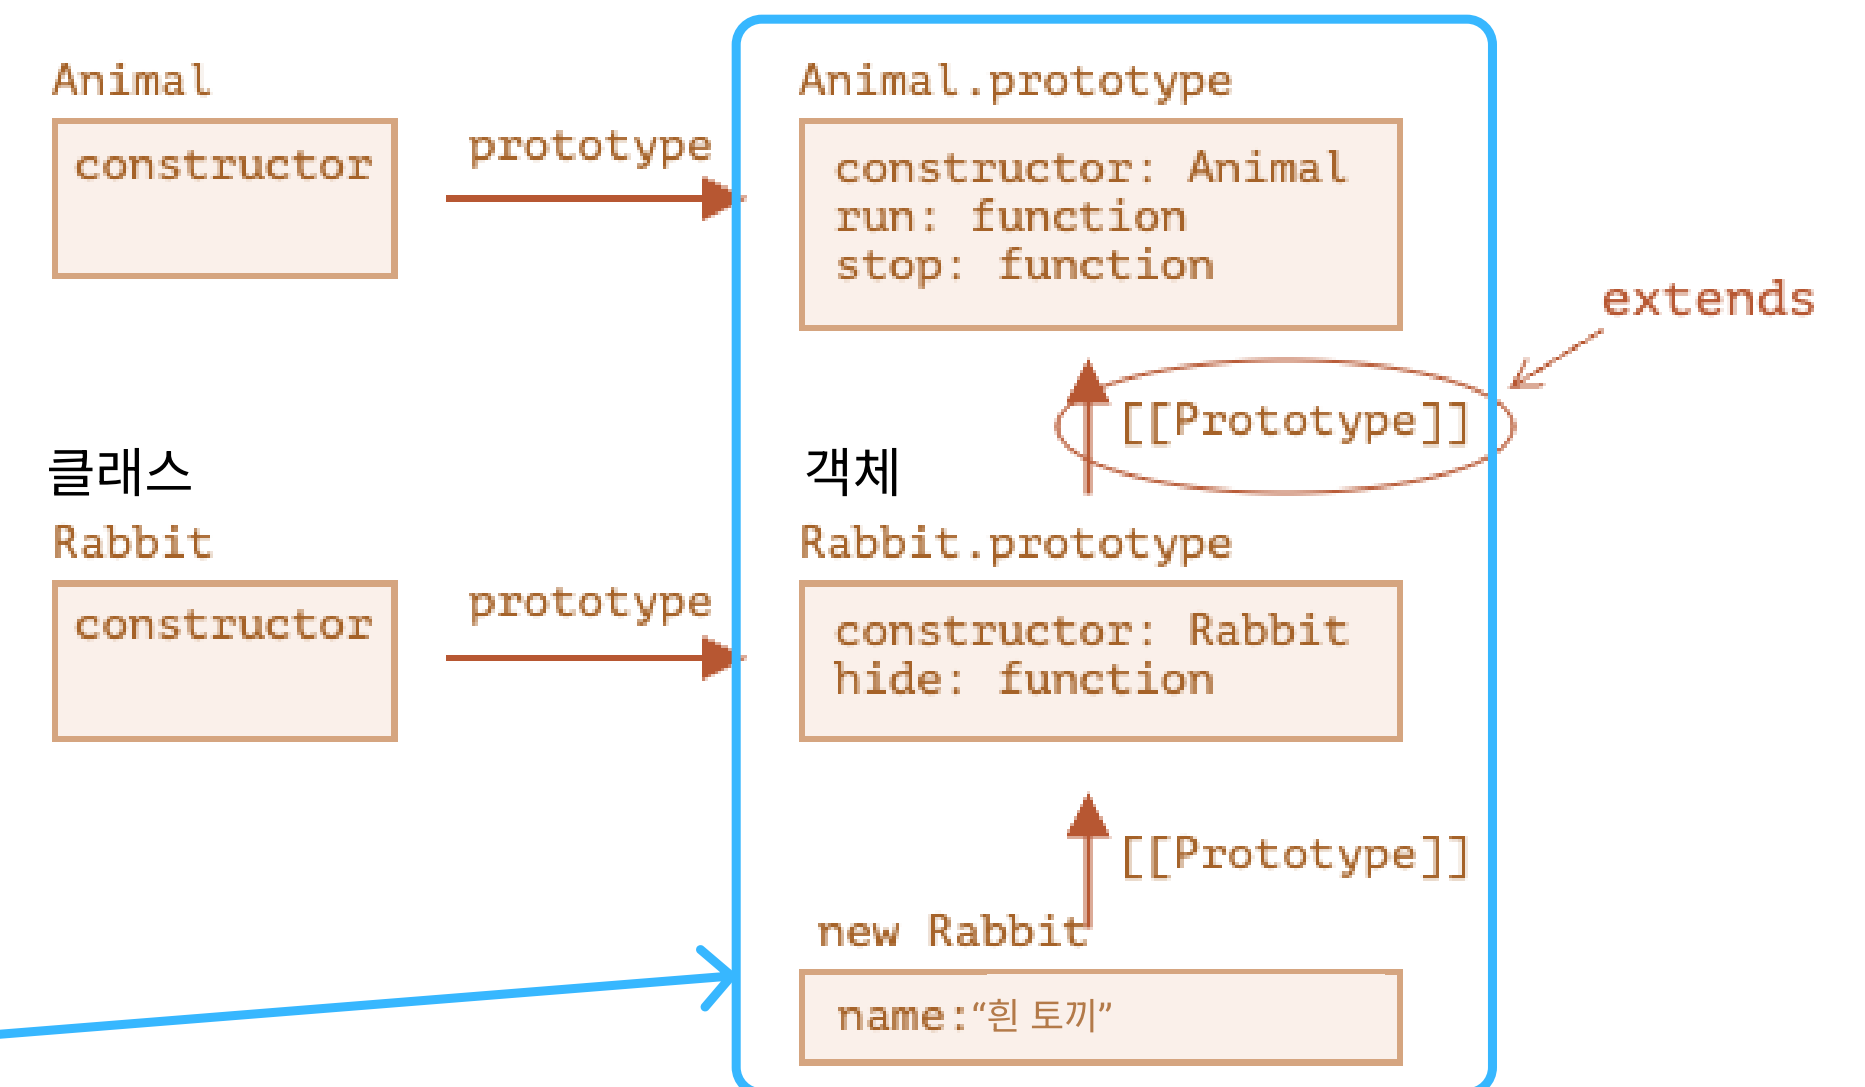 Animal
constructor
prototype
Animal.prototype
constructor: Animal
run: function
stop: function
extends
[[Prototype]]
클래스
객체
Rabbit
constructor
prototype
Rabbit.prototype
constructor: Rabbit
hide: function
[[Prototype]]
new Rabbit
name:“흰 토끼”